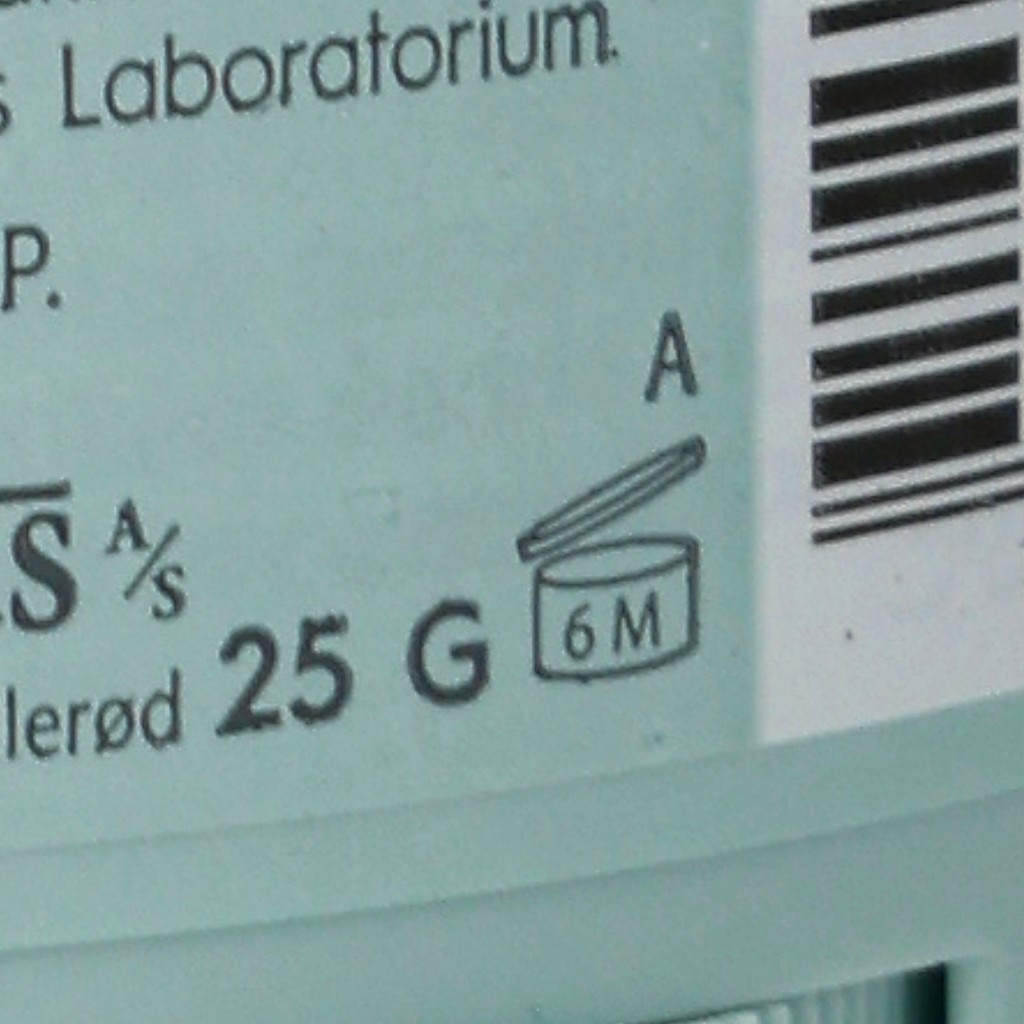 Laboratorium.
P.
A
S A/S
lerød 25 G
6 M